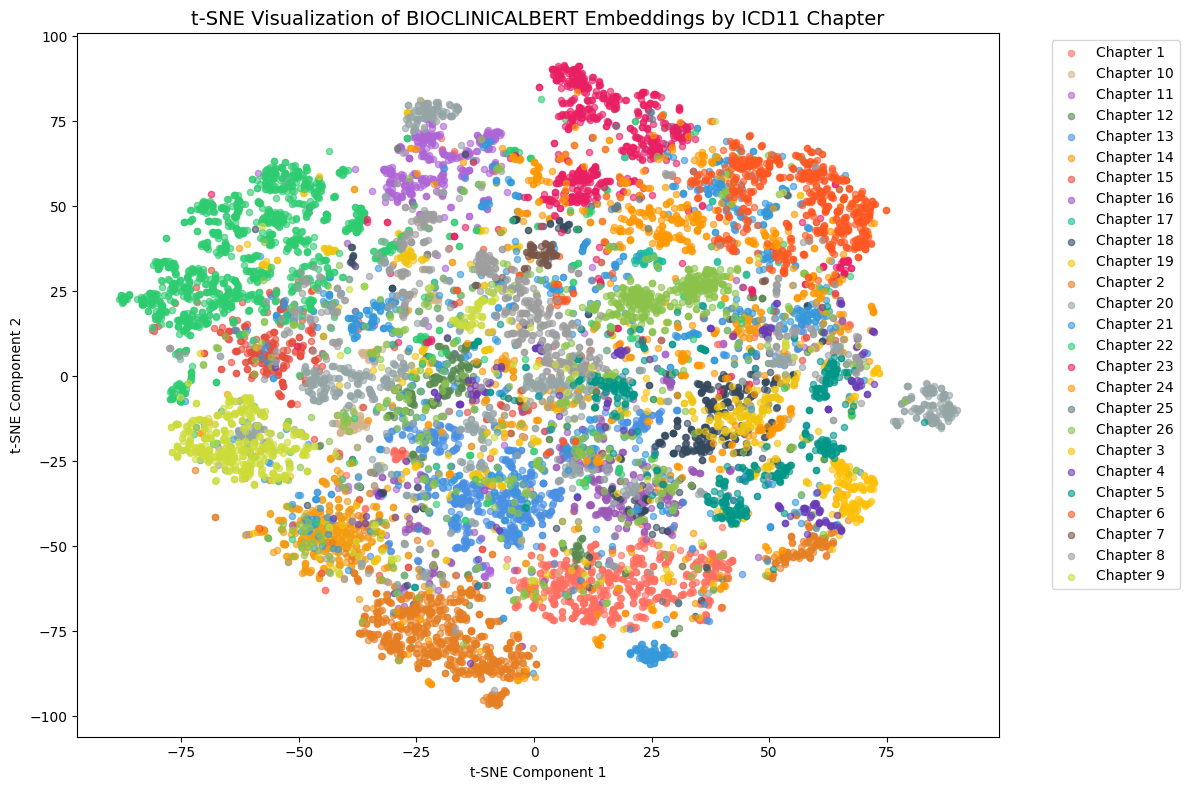 t-SNE Visualization of BIOCLINICALBERT Embeddings by ICD11 Chapter
100
75
50
25
0
−25
−50
−75
−100
t-SNE Component 2
−75
−50
−25
0
25
50
75
t-SNE Component 1
Chapter 1
Chapter 10
Chapter 11
Chapter 12
Chapter 13
Chapter 14
Chapter 15
Chapter 16
Chapter 17
Chapter 18
Chapter 19
Chapter 2
Chapter 20
Chapter 21
Chapter 22
Chapter 23
Chapter 24
Chapter 25
Chapter 26
Chapter 3
Chapter 4
Chapter 5
Chapter 6
Chapter 7
Chapter 8
Chapter 9